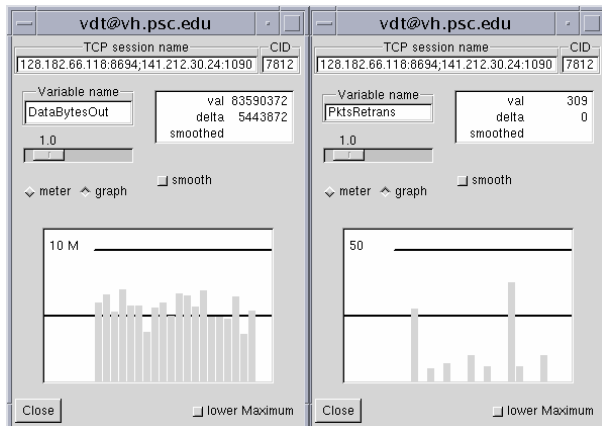 vdt@vh.psc.edu
TCP session name
CID
128.182.66.118:8694;141.212.30.24:1090
7812
Variable name
DataBytesOut
val 83590372
delta 5443872
smoothed
1.0
smooth
meter
graph
10 M
Close
lower Maximum
vdt@vh.psc.edu
TCP session name
CID
128.182.66.118:8694;141.212.30.24:1090
7812
Variable name
PktsRetrans
val 309
delta 0
smoothed
1.0
smooth
meter
graph
50
Close
lower Maximum